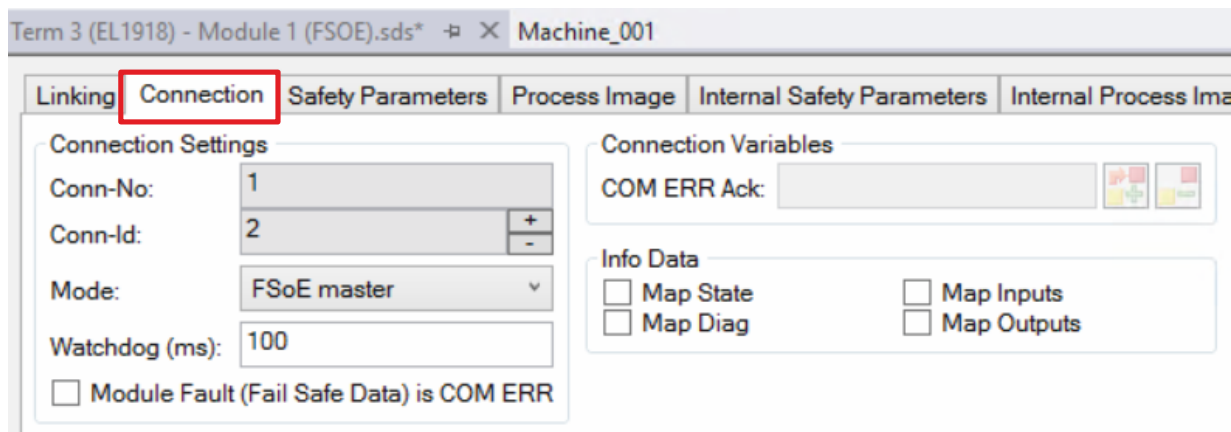 Term 3 (EL1918) - Module 1 (FSOE).sds* Machine_001
Linking Connection Safety Parameters Process Image Internal Safety Parameters Internal Process Ima
Connection Settings
Conn-No: 1
Conn-Id: 2 + -
Mode: FSoE master
Watchdog (ms): 100
Module Fault (Fail Safe Data) is COM ERR
Connection Variables
COM ERR Ack:
Info Data
Map State Map Inputs
Map Diag Map Outputs